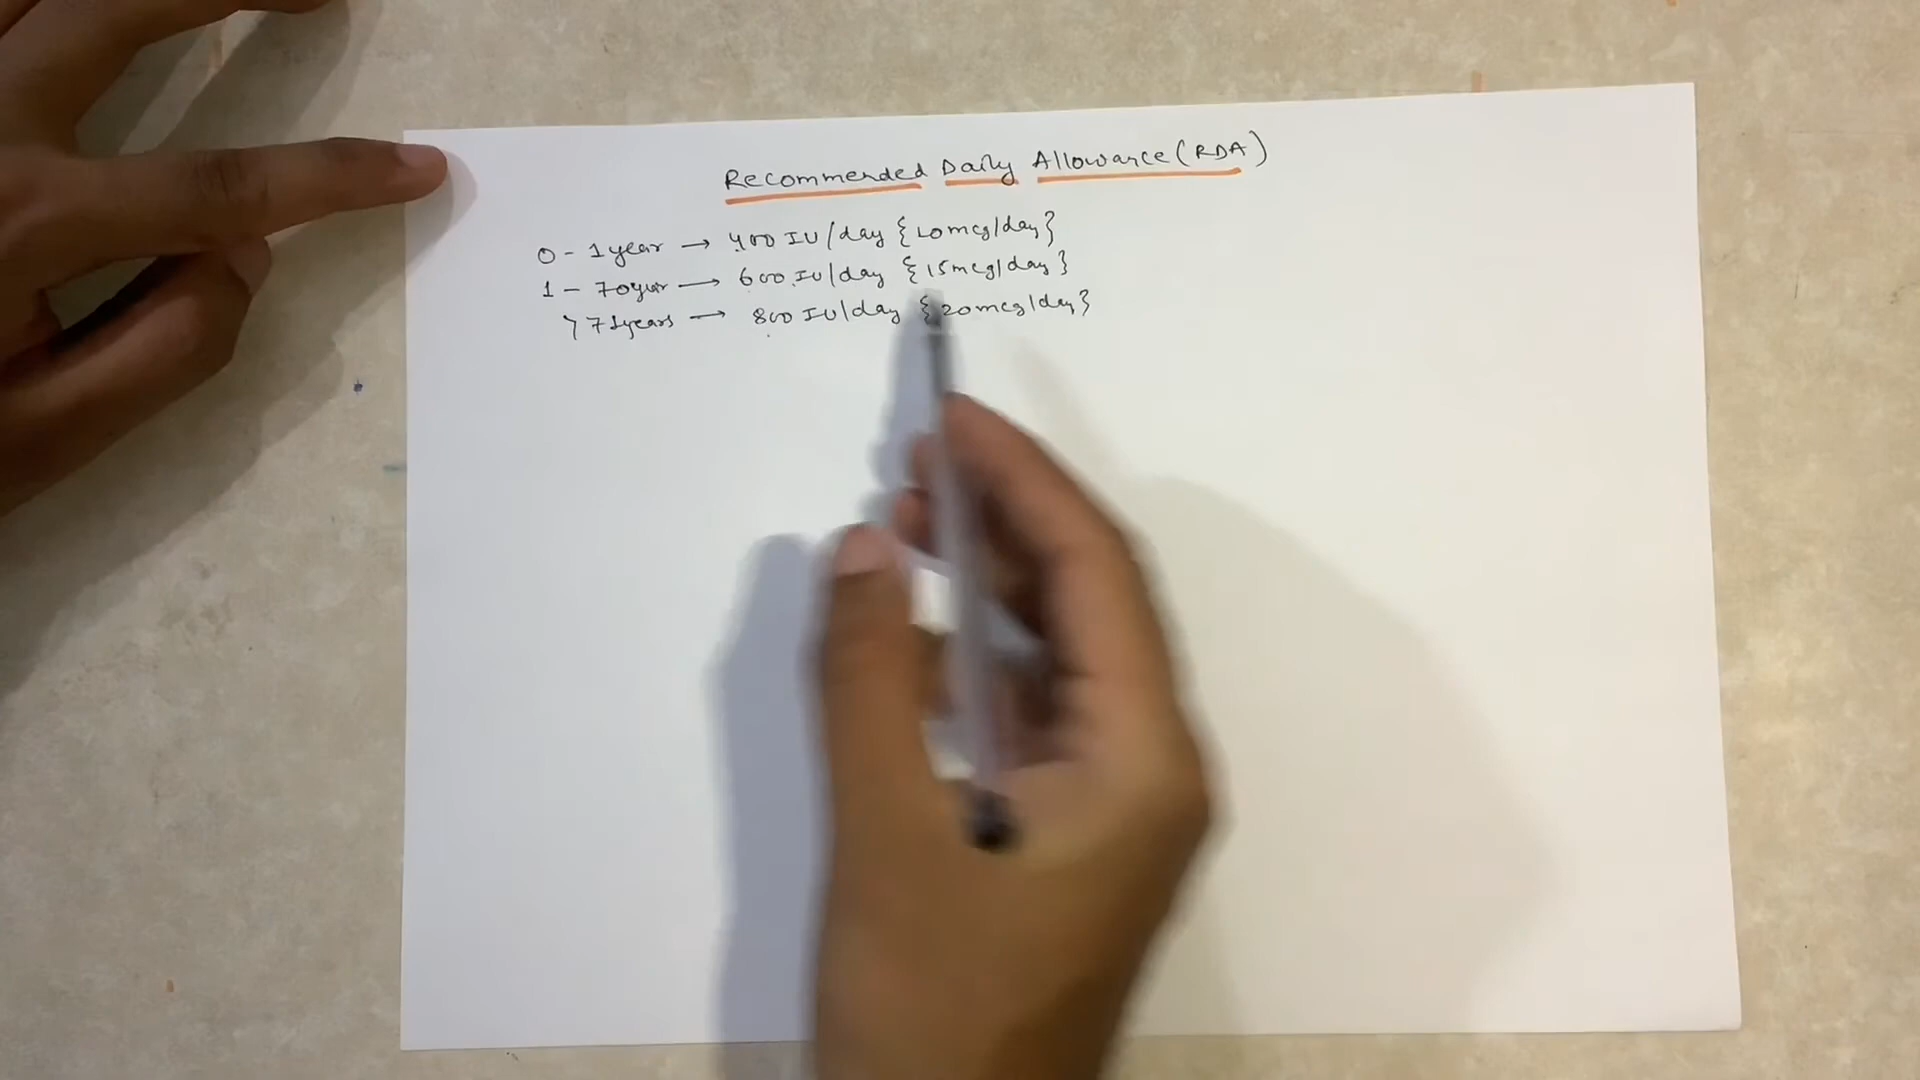 Recommended Daily Allowance (RDA)
0 - 1 year → 400 IU/day {10mcg/day}
1 - 70year → 600 IU/day {15mcg/day}
>71years → 800 IU/day {20mcg/day}